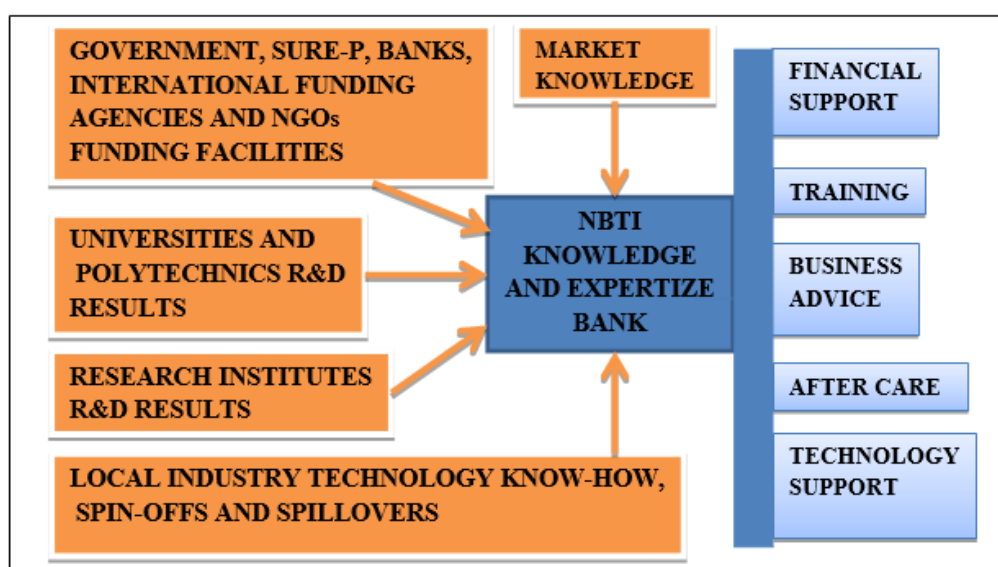 GOVERNMENT, SURE-P, BANKS,
INTERNATIONAL FUNDING
AGENCIES AND NGOs
FUNDING FACILITIES
MARKET
KNOWLEDGE
UNIVERSITIES AND
POLYTECHNICS R&D
RESULTS
RESEARCH INSTITUTES
R&D RESULTS
LOCAL INDUSTRY TECHNOLOGY KNOW-HOW,
SPIN-OFFS AND SPILLOVERS
NBTI
KNOWLEDGE
AND EXPERTIZE
BANK
FINANCIAL
SUPPORT
TRAINING
BUSINESS
ADVICE
AFTER CARE
TECHNOLOGY
SUPPORT